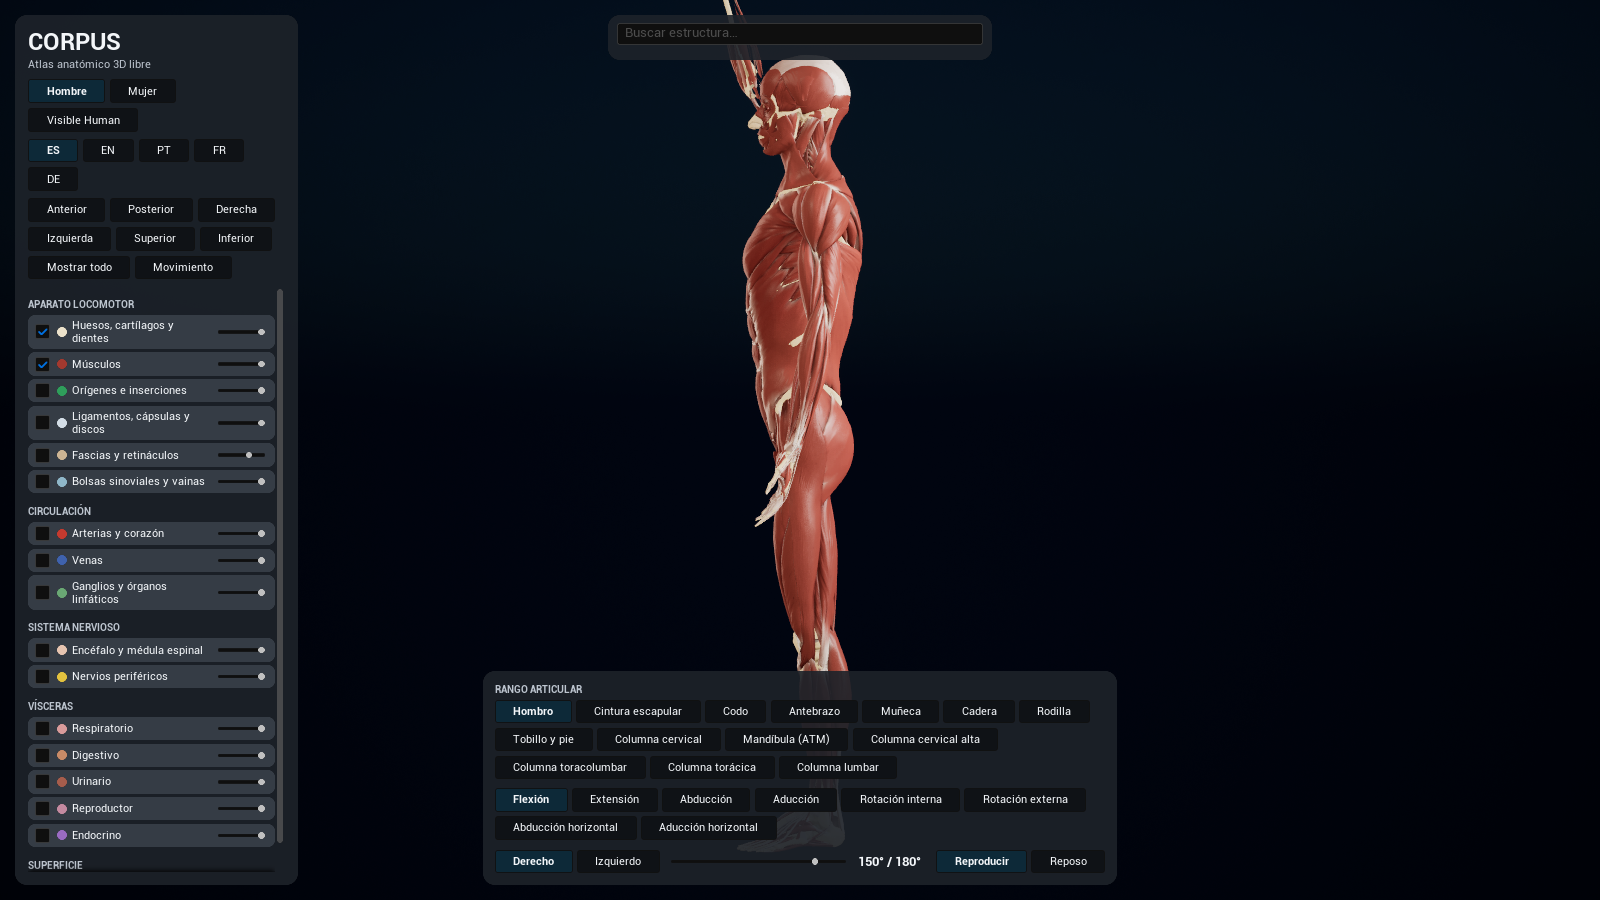 CORPUS
Atlas anatómico 3D libre
Hombre Mujer
Visible Human
ES EN PT FR
DE
Anterior Posterior Derecha
Izquierda Superior Inferior
Mostrar todo Movimiento
APARATO LOCOMOTOR
Huesos, cartílagos y
dientes
Músculos
Orígenes e inserciones
Ligamentos, cápsulas y
discos
Fascias y retináculos
Bolsas sinoviales y vainas
CIRCULACIÓN
Arterias y corazón
Venas
Ganglios y órganos
linfáticos
SISTEMA NERVIOSO
Encéfalo y médula espinal
Nervios periféricos
VÍSCERAS
Respiratorio
Digestivo
Urinario
Reproductor
Endocrino
SUPERFICIE
Buscar estructura...
RANGO ARTICULAR
Hombro Cintura escapular Codo Antebrazo Muñeca Cadera Rodilla
Tobillo y pie Columna cervical Mandíbula (ATM) Columna cervical alta
Columna toracolumbar Columna torácica Columna lumbar
Flexión Extensión Abducción Aducción Rotación interna Rotación externa
Abducción horizontal Aducción horizontal
Derecho Izquierdo 150° / 180° Reproducir Reposo